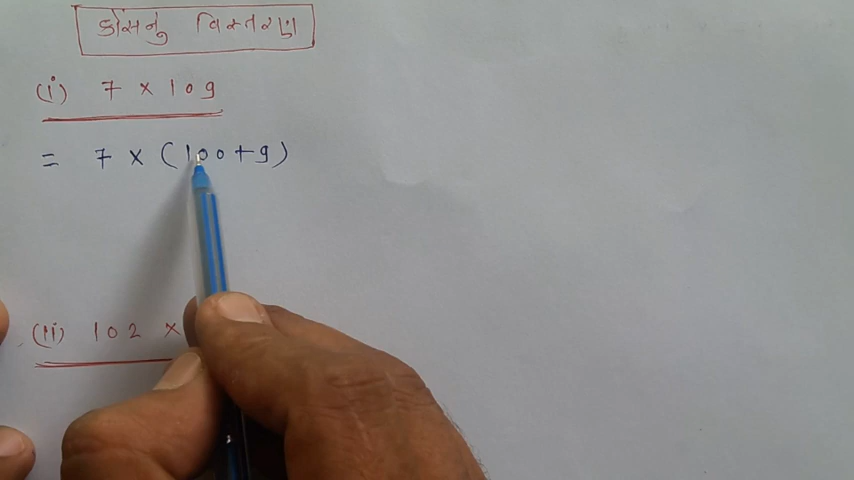 કૌંસનું વિસ્તરણ
(i) 7 × 109
= 7 × (100+9)
(ii) 102 ×